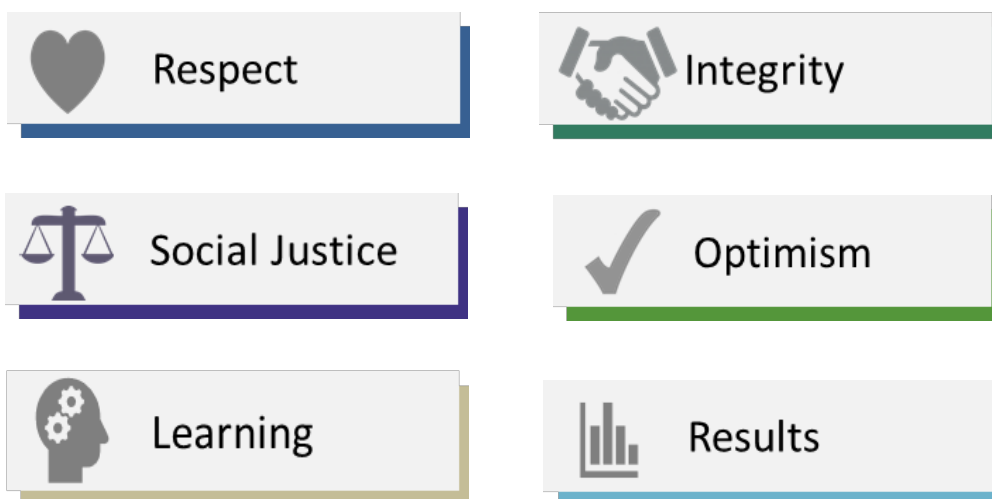 Respect
Integrity
Social Justice
Optimism
Learning
Results